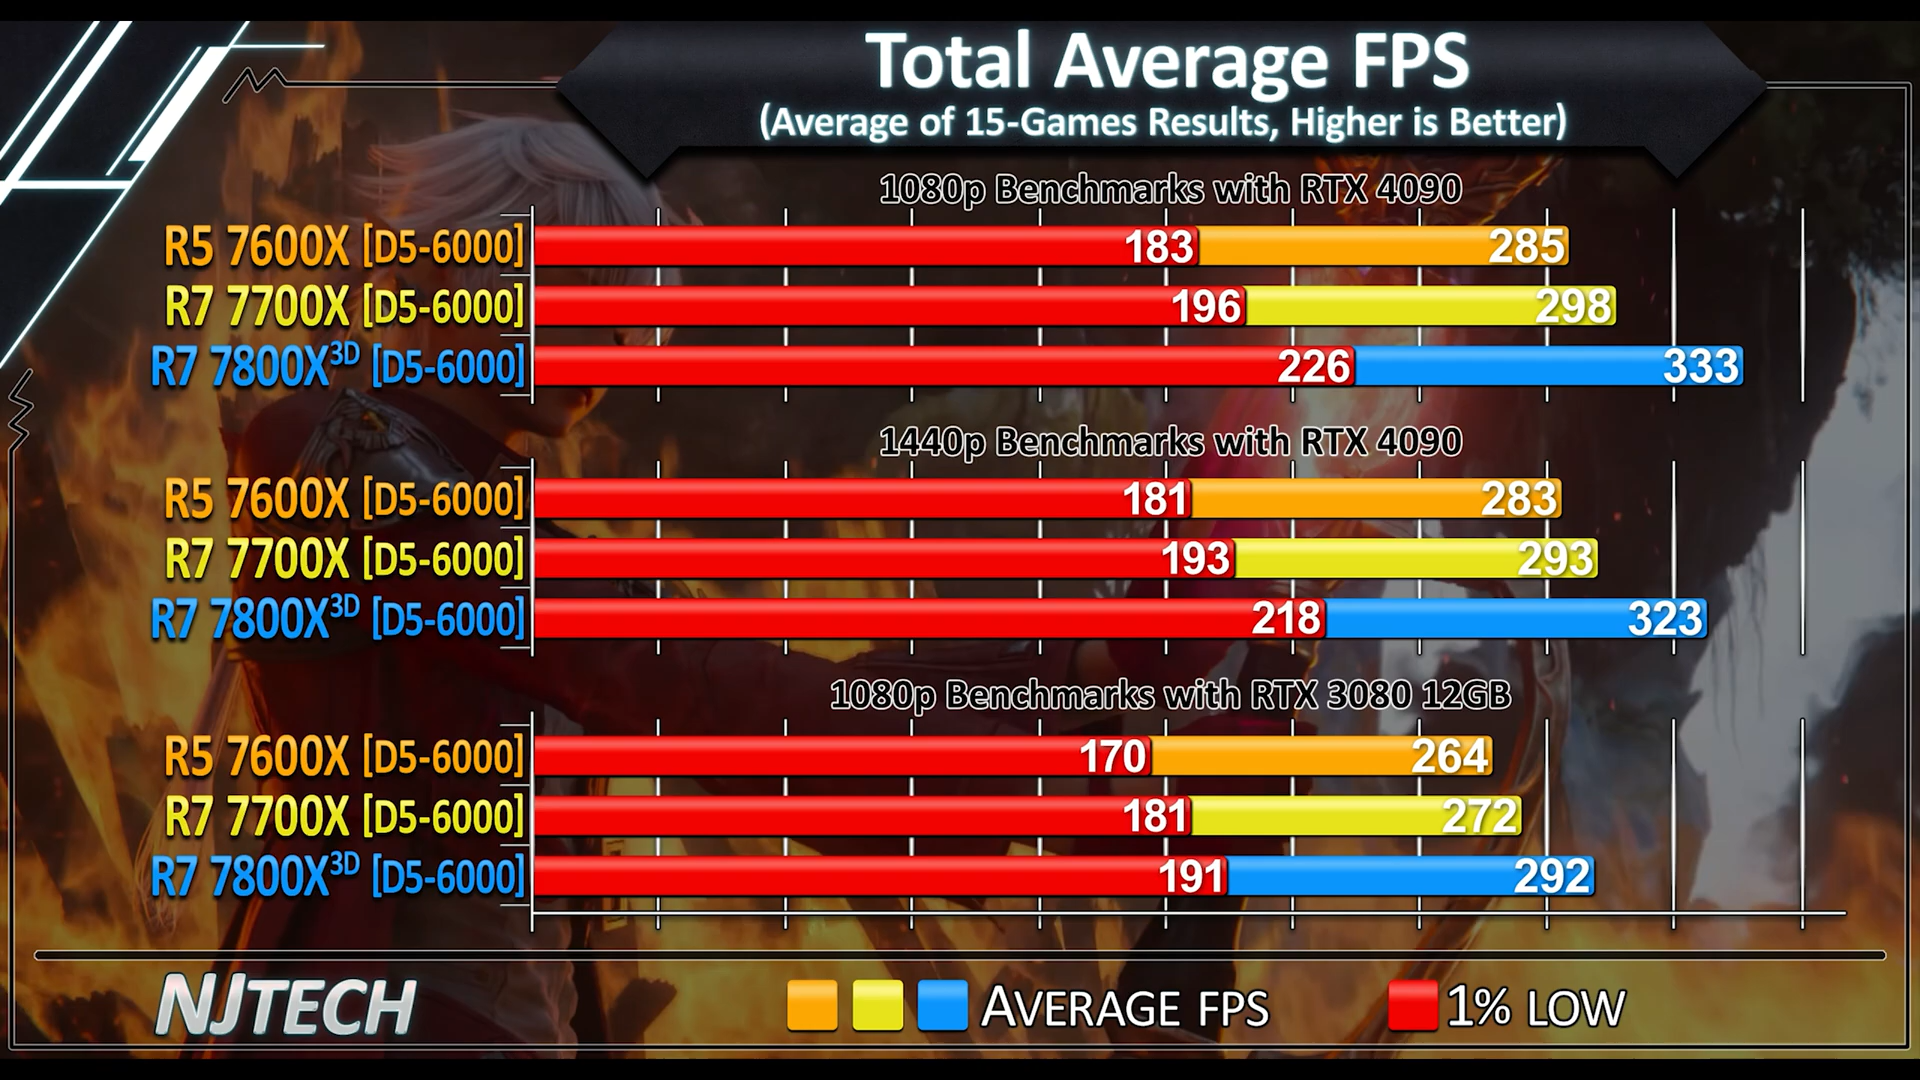 Total Average FPS
(Average of 15-Games Results, Higher is Better)
1080p Benchmarks with RTX 4090
R5 7600X [D5-6000] 183 285
R7 7700X [D5-6000] 196 298
R7 7800X3D [D5-6000] 226 333
1440p Benchmarks with RTX 4090
R5 7600X [D5-6000] 181 283
R7 7700X [D5-6000] 193 293
R7 7800X3D [D5-6000] 218 323
1080p Benchmarks with RTX 3080 12GB
R5 7600X [D5-6000] 170 264
R7 7700X [D5-6000] 181 272
R7 7800X3D [D5-6000] 191 292
NJTECH AVERAGE FPS 1% LOW